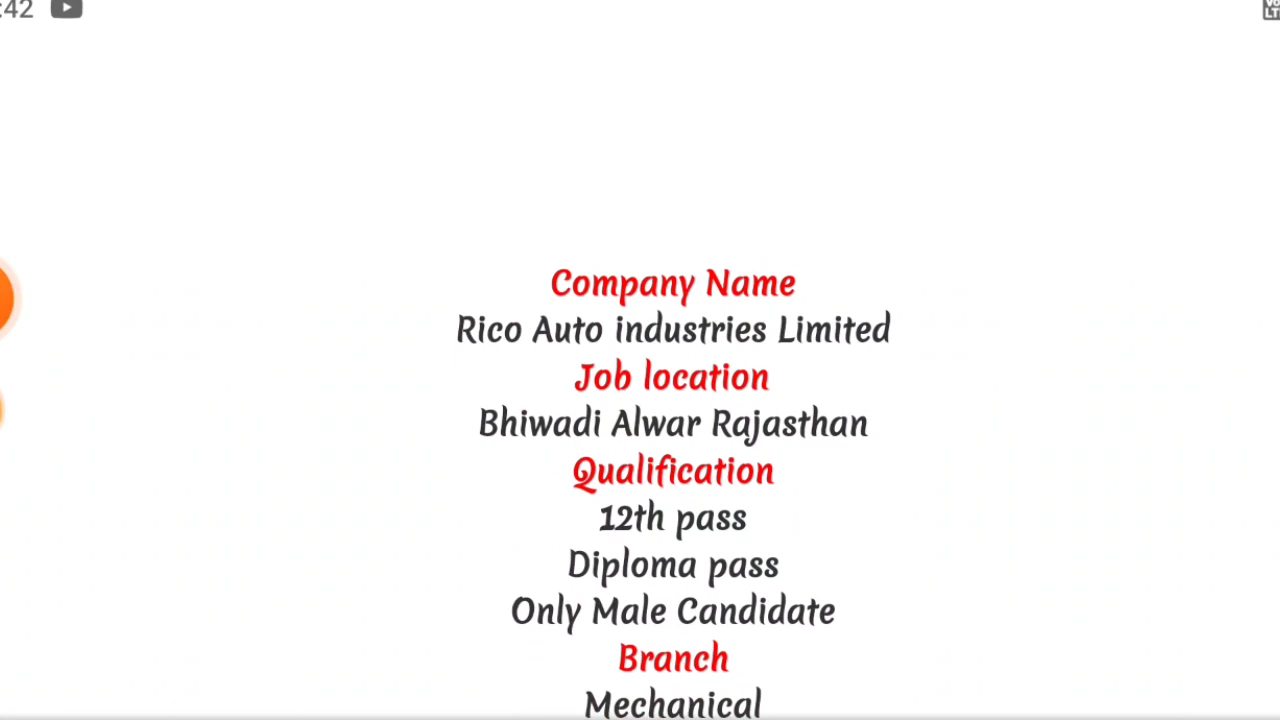 :42
Company Name
Rico Auto industries Limited
Job location
Bhiwadi Alwar Rajasthan
Qualification
12th pass
Diploma pass
Only Male Candidate
Branch
Mechanical